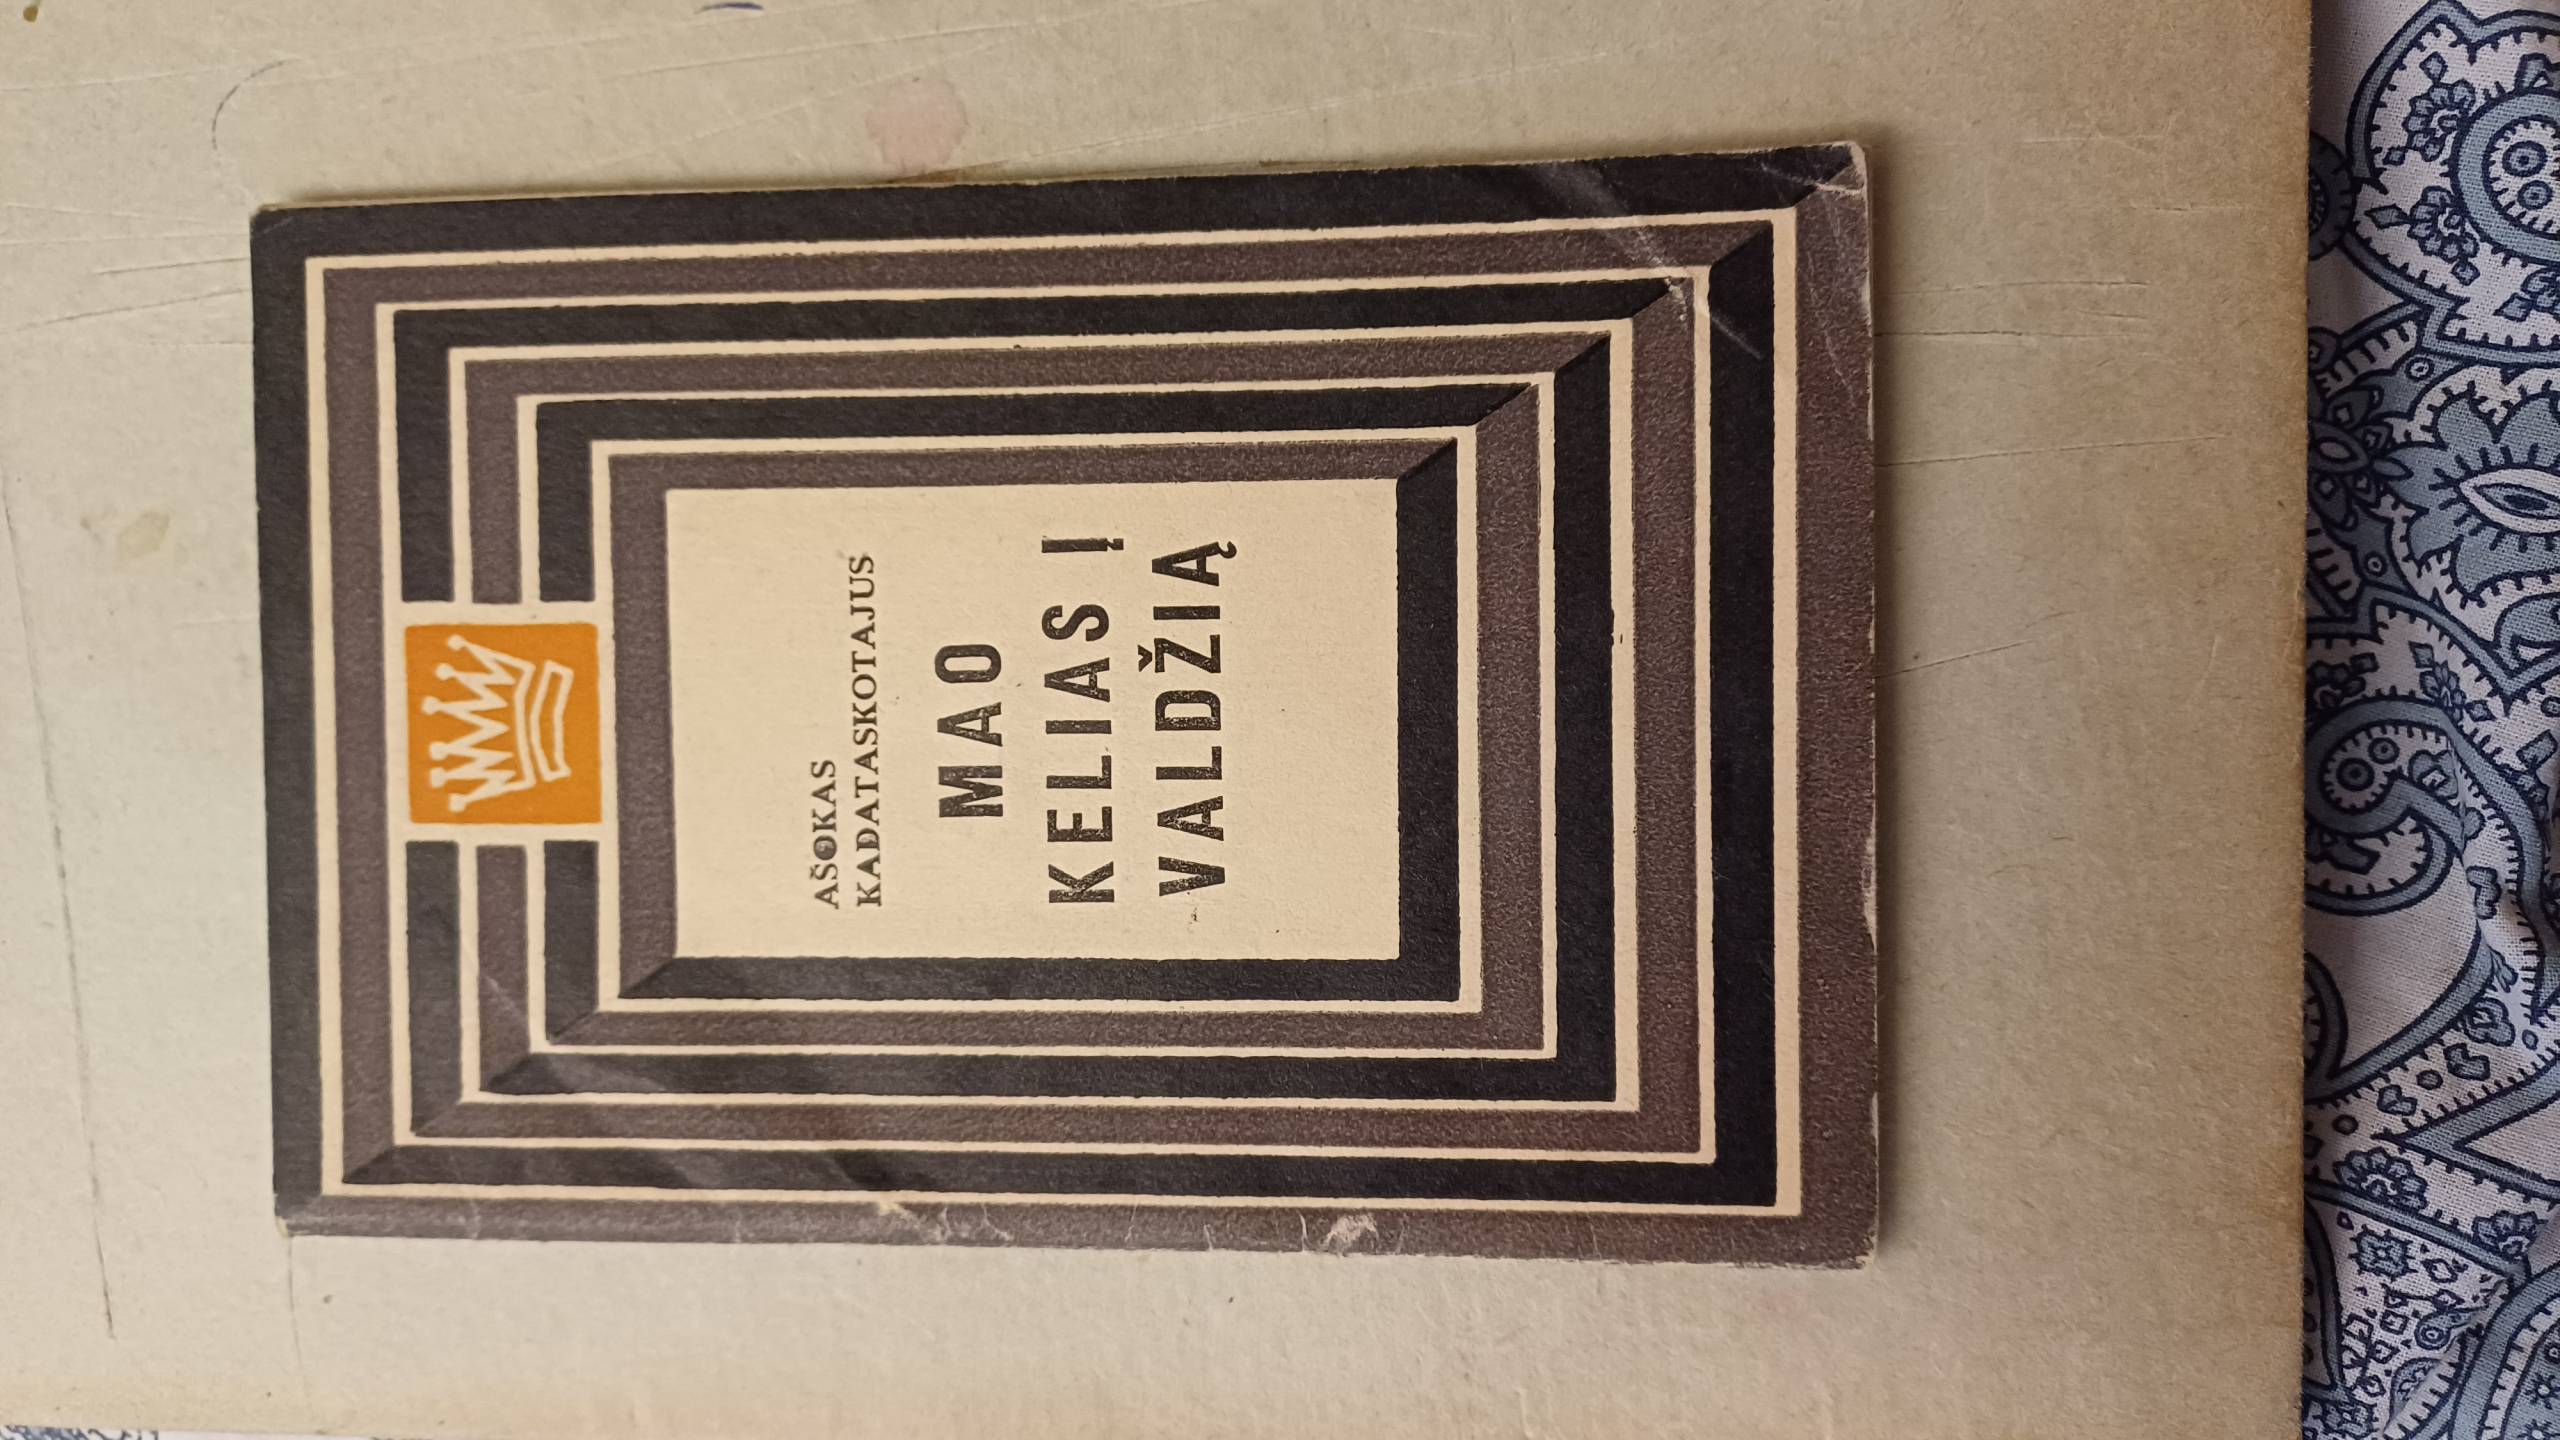 AŠOKAS
KADATASKOTAJUS
MAO
KELIAS Į
VALDŽIĄ